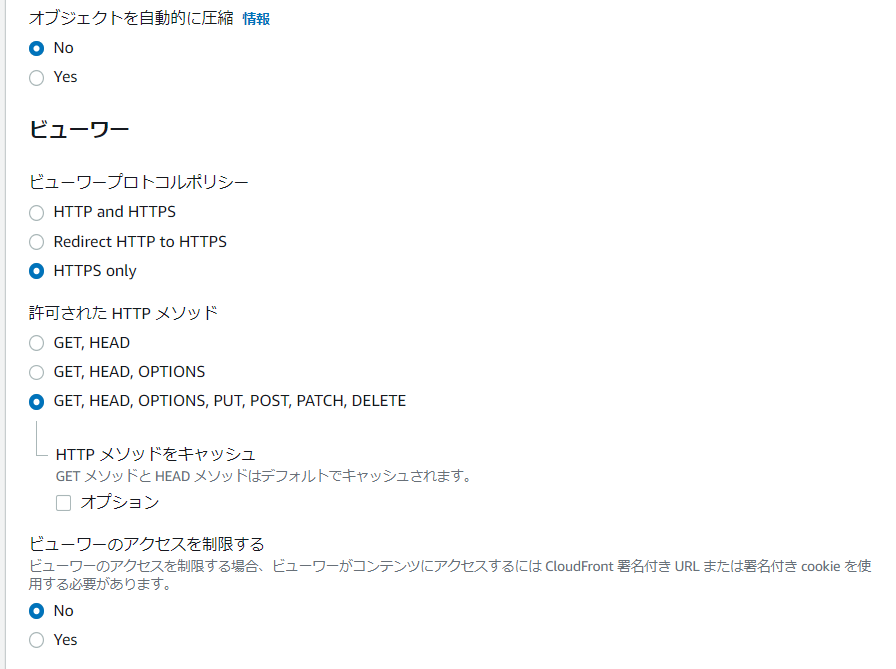 オブジェクトを自動的に圧縮 情報
No
Yes
ビューワー
ビューワープロトコルポリシー
HTTP and HTTPS
Redirect HTTP to HTTPS
HTTPS only
許可された HTTP メソッド
GET, HEAD
GET, HEAD, OPTIONS
GET, HEAD, OPTIONS, PUT, POST, PATCH, DELETE
HTTP メソッドをキャッシュ
GET メソッドと HEAD メソッドはデフォルトでキャッシュされます。
オプション
ビューワーのアクセスを制限する
ビューワーのアクセスを制限する場合、ビューワーがコンテンツにアクセスするには CloudFront 署名付き URL または署名付き cookie を使
用する必要があります。
No
Yes